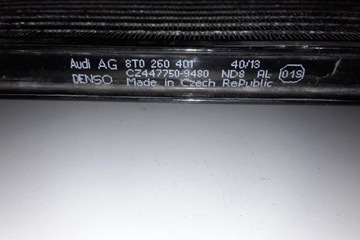 Audi AG 8T0 260 401 40/13
DENSO CZ447750-9480 ND8 AL 01S
Made in Czech RePublic